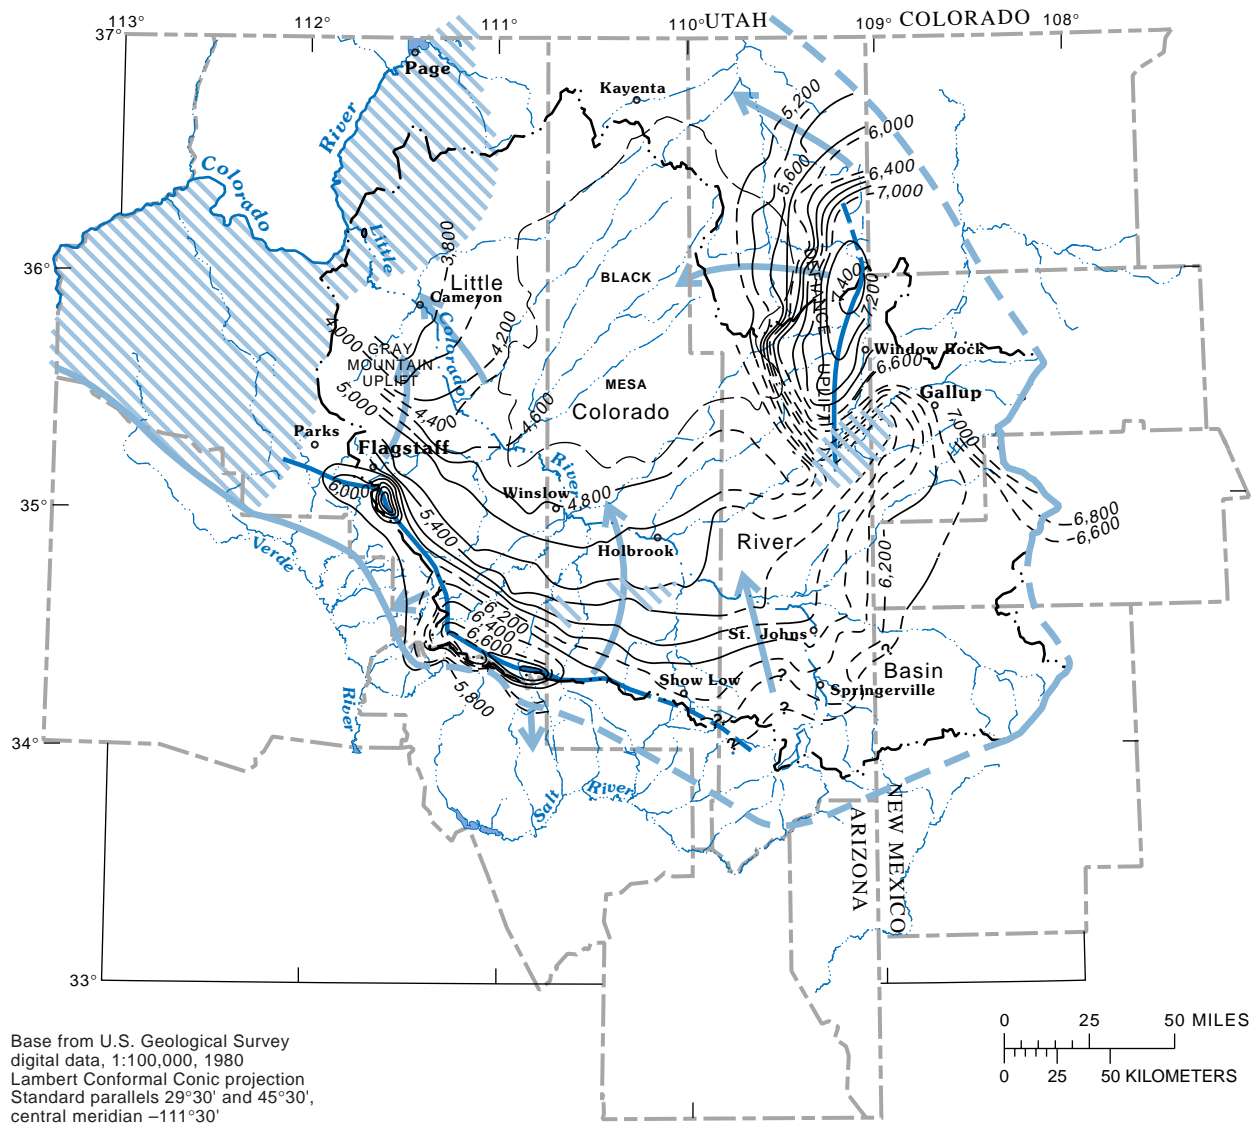 113°
112°
111°
110°
UTAH
109°
COLORADO
108°
37°
Page
Kayenta
5,200
6,000
River
5,600
6,400
7,000
Colorado
Little
3,800
36°
Little
BLACK
Cameron
DEFIANCE UPLIFT
7,400
7,200
4,000
Colorado
4,200
GRAY
MOUNTAIN
UPLIFT
Window Rock
6,600
MESA
Gallup
5,000
4,400
4,600
Colorado
7,000
Parks
Flagstaff
River
6,000
Winslow
4,800
35°
5,400
6,800
6,600
Verde
Holbrook
River
6,200
6,200
6,400
6,600
St. Johns
?
Basin
Show Low
?
Springerville
5,800
River
?
?
?
34°
Salt
River
ARIZONA
NEW MEXICO
33°
0 25 50 MILES
0 25 50 KILOMETERS
Base from U.S. Geological Survey
digital data, 1:100,000, 1980
Lambert Conformal Conic projection
Standard parallels 29°30' and 45°30',
central meridian –111°30'